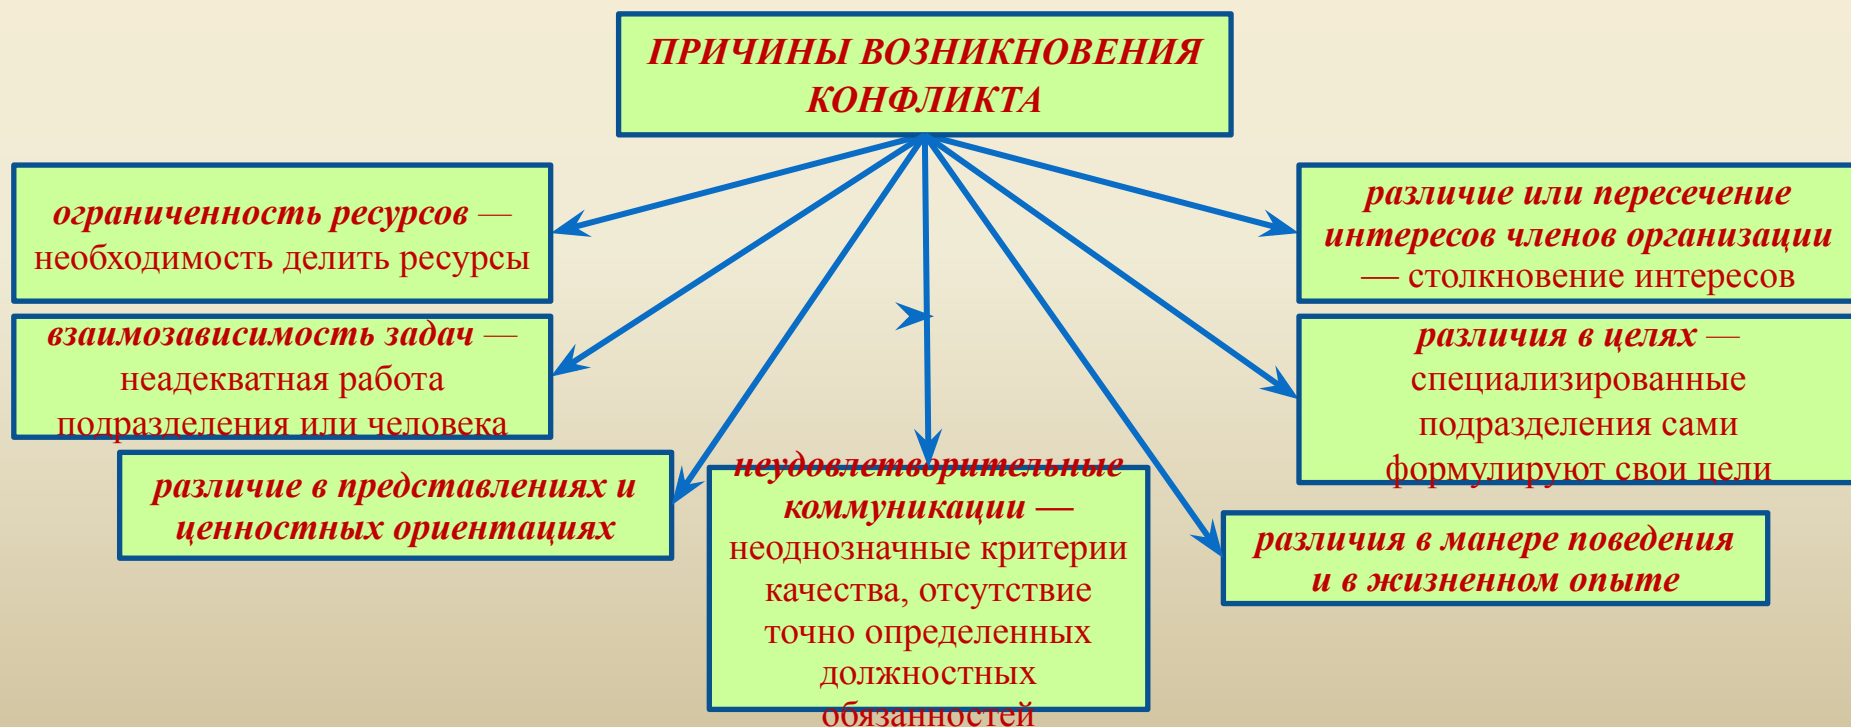 ПРИЧИНЫ ВОЗНИКНОВЕНИЯ
КОНФЛИКТА
ограниченность ресурсов —
необходимость делить ресурсы
взаимозависимость задач —
неадекватная работа
подразделения или человека
различие в представлениях и
ценностных ориентациях
неудовлетворительные
коммуникации —
неоднозначные критерии
качества, отсутствие
точно определенных
должностных
обязанностей
различие или пересечение
интересов членов организации
— столкновение интересов
различия в целях —
специализированные
подразделения сами
формулируют свои цели
различия в манере поведения
и в жизненном опыте